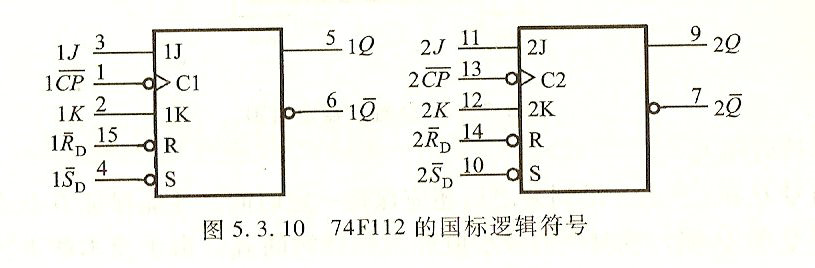 1J 3 1J 5 1Q
1C̅P̅ 1 C1
1K 2 1K 6 1Q̅
1R̅D 15 R
1S̅D 4 S
2J 11 2J 9 2Q
2C̅P̅ 13 C2
2K 12 2K 7 2Q̅
2R̅D 14 R
2S̅D 10 S
图 5.3.10 74F112 的国标逻辑符号